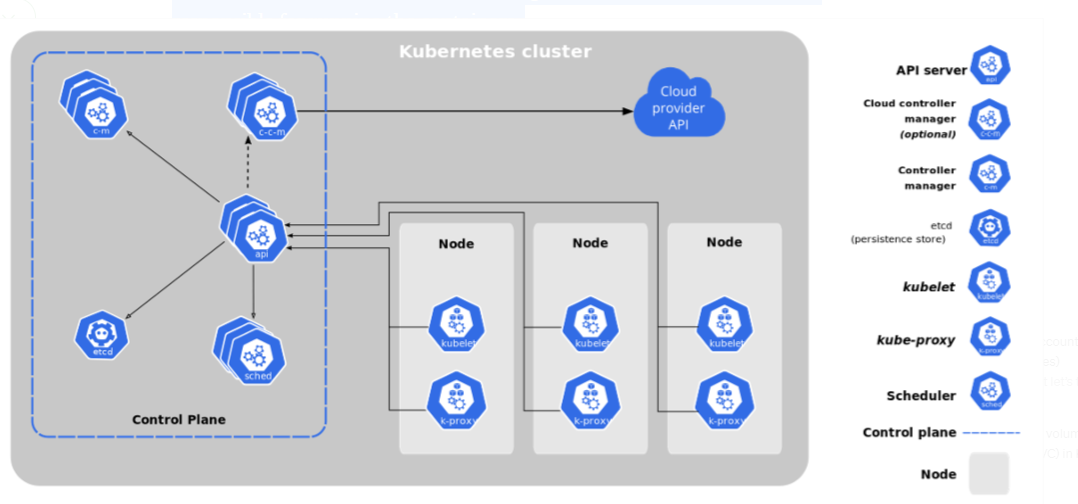 Kubernetes cluster
c-m
c-c-m
Cloud
provider
API
api
Node
Node
Node
kubelet
kubelet
kubelet
etcd
sched
k-proxy
k-proxy
k-proxy
Control Plane
API server
api
Cloud controller
manager
(optional)
c-c-m
Controller
manager
c-m
etcd
(persistence store)
etcd
kubelet
kubelet
kube-proxy
k-proxy
Scheduler
sched
Control plane
Node